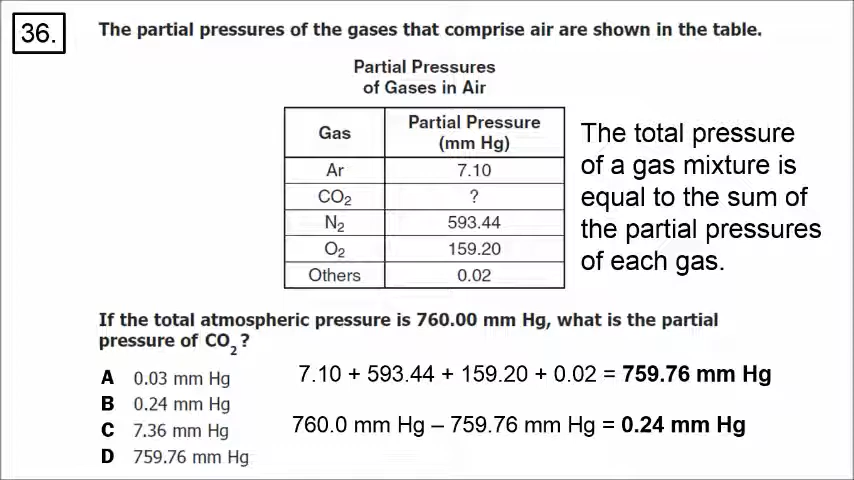 36.
The partial pressures of the gases that comprise air are shown in the table.
Partial Pressures
of Gases in Air
Gas
Partial Pressure
(mm Hg)
Ar 7.10
CO₂ ?
N₂ 593.44
O₂ 159.20
Others 0.02
The total pressure
of a gas mixture is
equal to the sum of
the partial pressures
of each gas.
If the total atmospheric pressure is 760.00 mm Hg, what is the partial
pressure of CO₂ ?
A 0.03 mm Hg
B 0.24 mm Hg
C 7.36 mm Hg
D 759.76 mm Hg
7.10 + 593.44 + 159.20 + 0.02 = 759.76 mm Hg
760.0 mm Hg – 759.76 mm Hg = 0.24 mm Hg